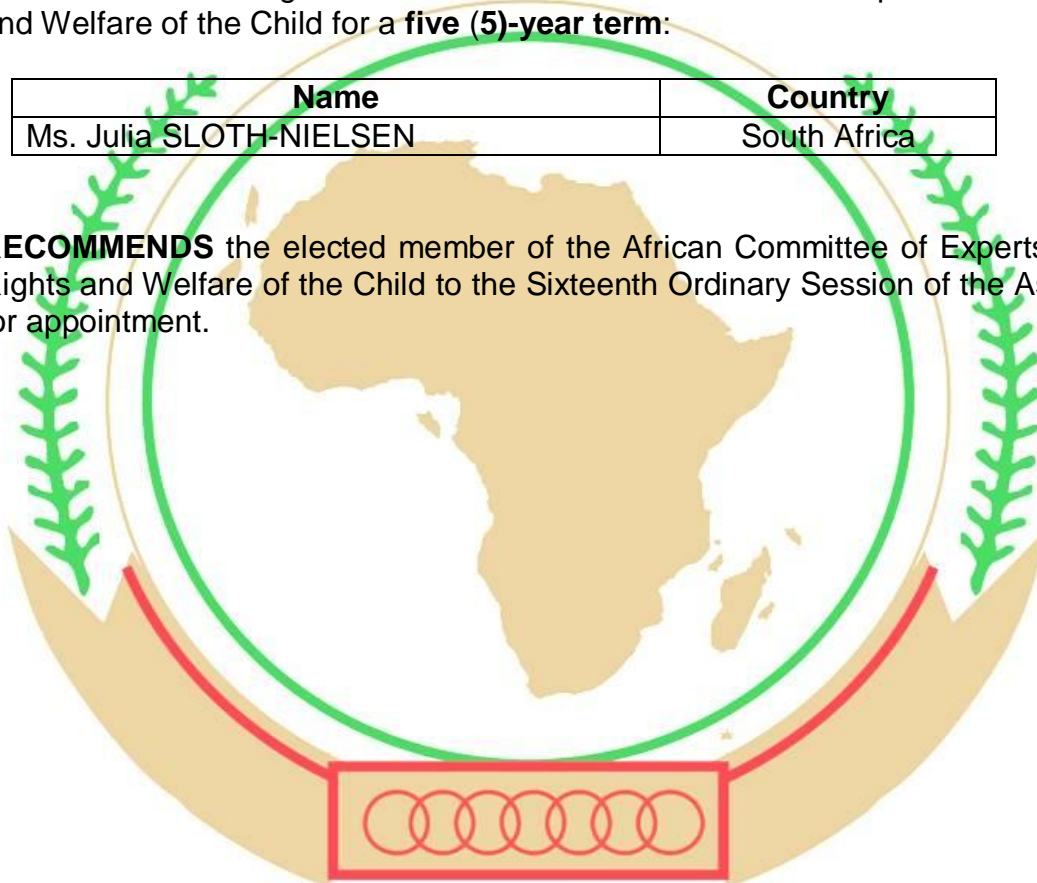 nd Welfare of the Child for a five (5)-year term:
Name Country
Ms. Julia SLOTH-NIELSEN South Africa
ECOMMENDS the elected member of the African Committee of Experts
ights and Welfare of the Child to the Sixteenth Ordinary Session of the As
or appointment.